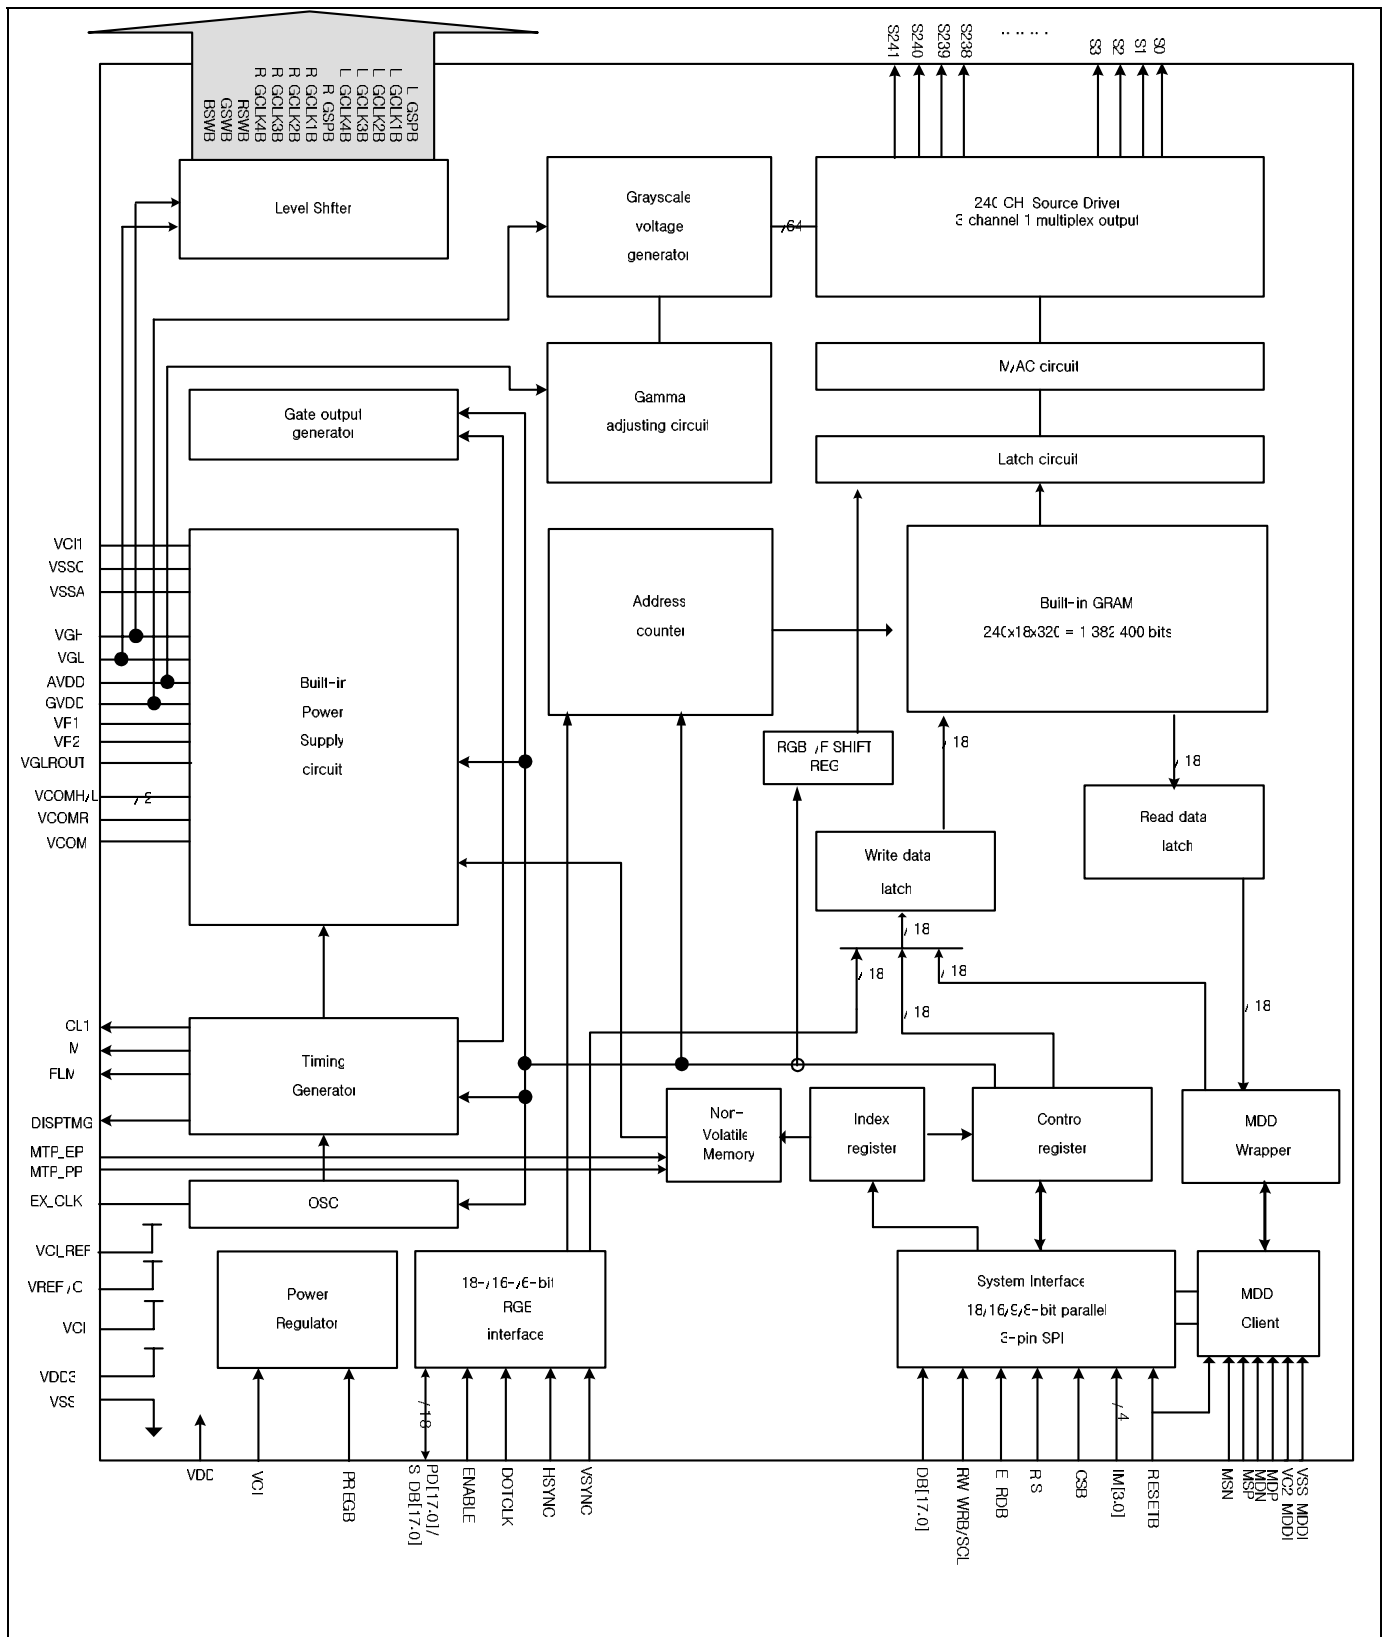 S241
S240
S239
S238
........
S3
S2
S1
S0
BSWB
GSWB
RSWB
R GCLK4B
R GCLK3B
R GCLK2B
R GCLK1B
R GSPB
L GCLK4B
L GCLK3B
L GCLK2B
L GCLK1B
L GSPB
Level Shfter
Grayscale
voltage
generator
/64
24C CH Source Driver
3 channel 1 multiplex output
M/AC circuit
Gate output
generator
Gamma
adjusting circuit
Latch circuit
VCI1
VSSC
VSSA
VGH
VGL
AVDD
GVDD
VF1
VF2
VGLROUT
VCOMH/L
/ 2
VCOMR
VCOM
Built-in
Power
Supply
circuit
Address
counter
Built-in GRAM
240x18x320 = 1 382 400 bits
RGB /F SHIFT
REG
/ 18
/ 18
Write data
latch
Read data
latch
/ 18
/ 18
/ 18
/ 18
/ 18
CL1
M
FLM
DISPTMG
MTP_EP
MTP_PP
EX_CLK
Timing
Generator
OSC
Non-
Volatile
Memory
Index
register
Contro
register
MDD
Wrapper
VCI_REF
VREF/C
VCI
VDD3
VSS
Power
Regulator
18-/16-/6-bit
RGB
interface
System Interface
18/16/9/8-bit parallel
3-pin SPI
MDD
Client
/ 18
/ 4
VDD
VCI
PREGB
PD[17.0]/
S DB[17.0]
ENABLE
DOTCLK
HSYNC
VSYNC
DB[17.0]
RW WRB/SCL
E RDB
R S
CSB
IM[3.0]
RESETB
MSN
MSP
MDN
MDP
VC2 MDDI
VSS MDDI